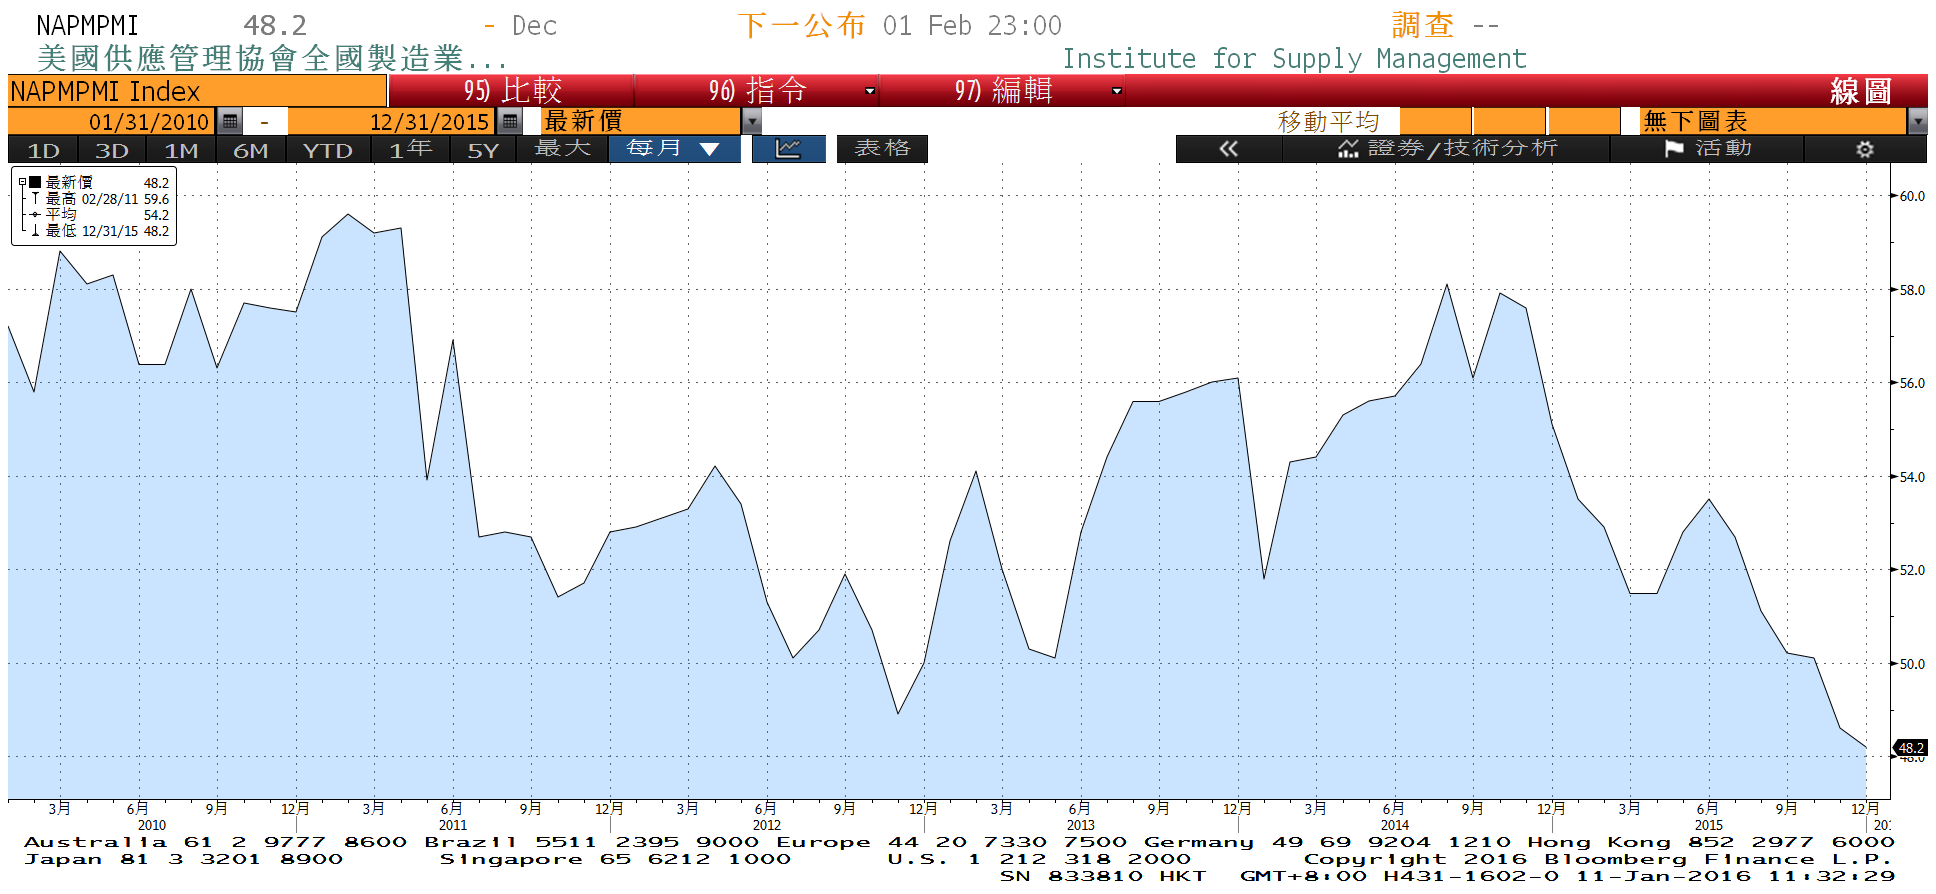 NAPMPMI 48.2 - Dec 下一公布 01 Feb 23:00 調查 --
美國供應管理協會全國製造業... Institute for Supply Management
NAPMPMI Index 95) 比較 96) 指令 97) 編輯 線圖
01/31/2010 - 12/31/2015 最新價 移動平均 無下圖表
1D 3D 1M 6M YTD 1年 5Y 最大 每月 ▼ 表格 « 證券/技術分析 活動
最新價 48.2
最高 02/28/11 59.6
平均 54.2
最低 12/31/15 48.2
60.0
58.0
56.0
54.0
52.0
50.0
48.2
48.0
3月 6月 9月 12月 3月 6月 9月 12月 3月 6月 9月 12月 3月 6月 9月 12月 3月 6月 9月 12月 3月 6月 9月 12月
2010 2011 2012 2013 2014 2015 201
Australia 61 2 9777 8600 Brazil 5511 2395 9000 Europe 44 20 7330 7500 Germany 49 69 9204 1210 Hong Kong 852 2977 6000
Japan 81 3 3201 8900 Singapore 65 6212 1000 U.S. 1 212 318 2000 Copyright 2016 Bloomberg Finance L.P.
SN 833810 HKT GMT+8:00 H431-1602-0 11-Jan-2016 11:32:29